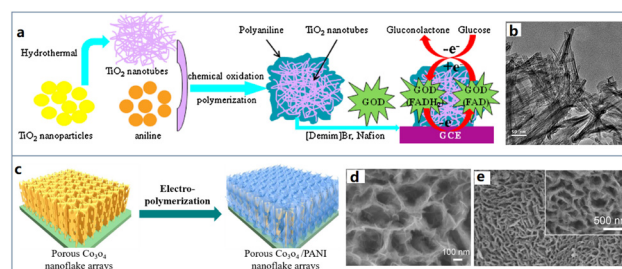 a
Polyaniline
TiO2 nanotubes
Gluconolactone
Glucose
b
Hydrothermal
TiO2 nanotubes
chemical oxidation
polymerization
GOD
-e-
+e-
GOD
(FADH2)
GOD
(FAD)
e
TiO2 nanoparticles
aniline
[Demim]Br, Nafion
GCE
c
Electro-
polymerization
Porous Co3O4
nanoflake arrays
Porous Co3O4 /PANI
nanoflake arrays
d
100 nm
e
500 nm